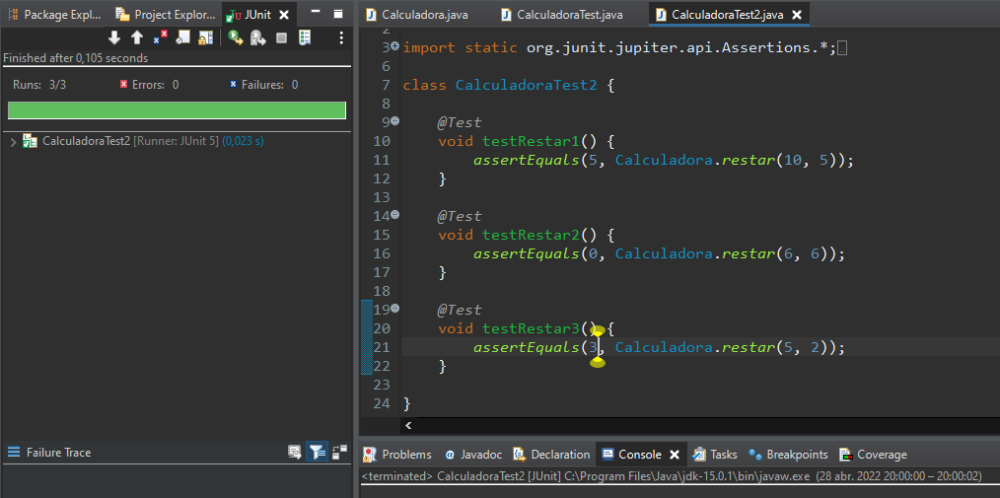 Package Expl...
Project Explor...
JUnit
Finished after 0,105 seconds
Runs: 3/3
Errors: 0
Failures: 0
CalculadoraTest2 [Runner: JUnit 5] (0,023 s)
Failure Trace
Calculadora.java
CalculadoraTest.java
CalculadoraTest2.java
2
3 import static org.junit.jupiter.api.Assertions.*;
6
7 class CalculadoraTest2 {
8
9 @Test
10 void testRestar1() {
11 assertEquals(5, Calculadora.restar(10, 5));
12 }
13
14 @Test
15 void testRestar2() {
16 assertEquals(0, Calculadora.restar(6, 6));
17 }
18
19 @Test
20 void testRestar3() {
21 assertEquals(3, Calculadora.restar(5, 2));
22 }
23
24 }
Problems
Javadoc
Declaration
Console
Tasks
Breakpoints
Coverage
<terminated> CalculadoraTest2 [JUnit] C:\Program Files\Java\jdk-15.0.1\bin\javaw.exe (28 abr. 2022 20:00:00 – 20:00:02)